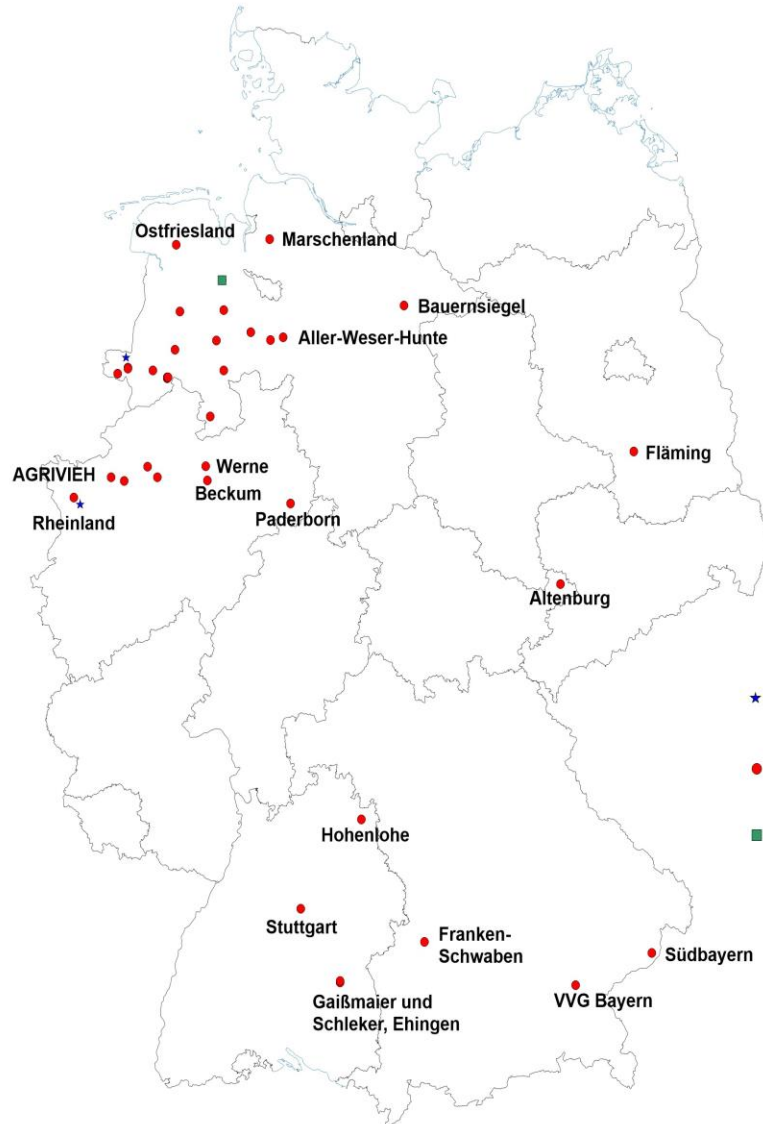 Ostfriesland
Marschenland
Bauernsiegel
Aller-Weser-Hunte
Fläming
AGRIVIEH
Werne
Beckum
Rheinland
Paderborn
Altenburg
Hohenlohe
Stuttgart
Franken-
Schwaben
Südbayern
VVG Bayern
Gaißmaier und
Schleker, Ehingen